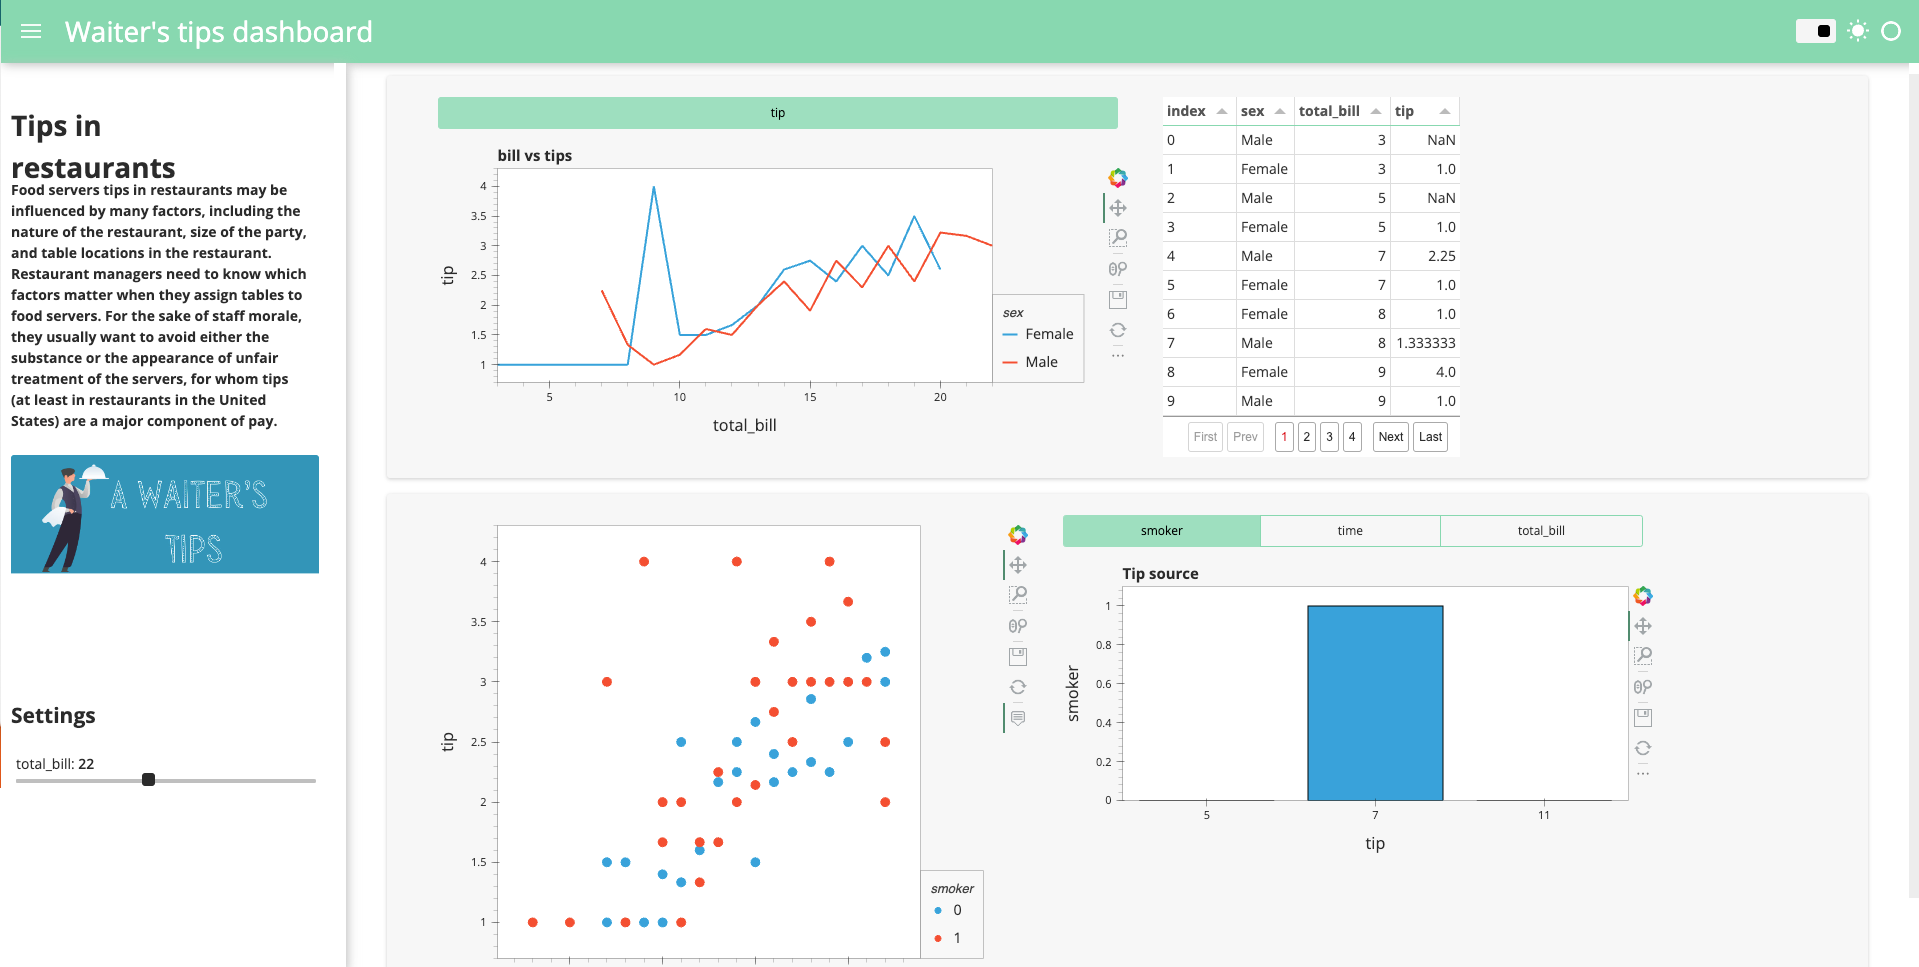 Waiter's tips dashboard
Tips in
restaurants
Food servers tips in restaurants may be
influenced by many factors, including the
nature of the restaurant, size of the party,
and table locations in the restaurant.
Restaurant managers need to know which
factors matter when they assign tables to
food servers. For the sake of staff morale,
they usually want to avoid either the
substance or the appearance of unfair
treatment of the servers, for whom tips
(at least in restaurants in the United
States) are a major component of pay.
A WAITER'S
TIPS
Settings
total_bill: 22
tip
bill vs tips
4
3.5
3
2.5
2
1.5
1
tip
5 10 15 20
total_bill
sex
Female
Male
index sex total_bill tip
0 Male 3 NaN
1 Female 3 1.0
2 Male 5 NaN
3 Female 5 1.0
4 Male 7 2.25
5 Female 7 1.0
6 Female 8 1.0
7 Male 8 1.333333
8 Female 9 4.0
9 Male 9 1.0
First Prev 1 2 3 4 Next Last
4
3.5
3
2.5
2
1.5
1
tip
smoker
0
1
smoker time total_bill
Tip source
1
0.8
0.6
0.4
0.2
0
smoker
5 7 11
tip